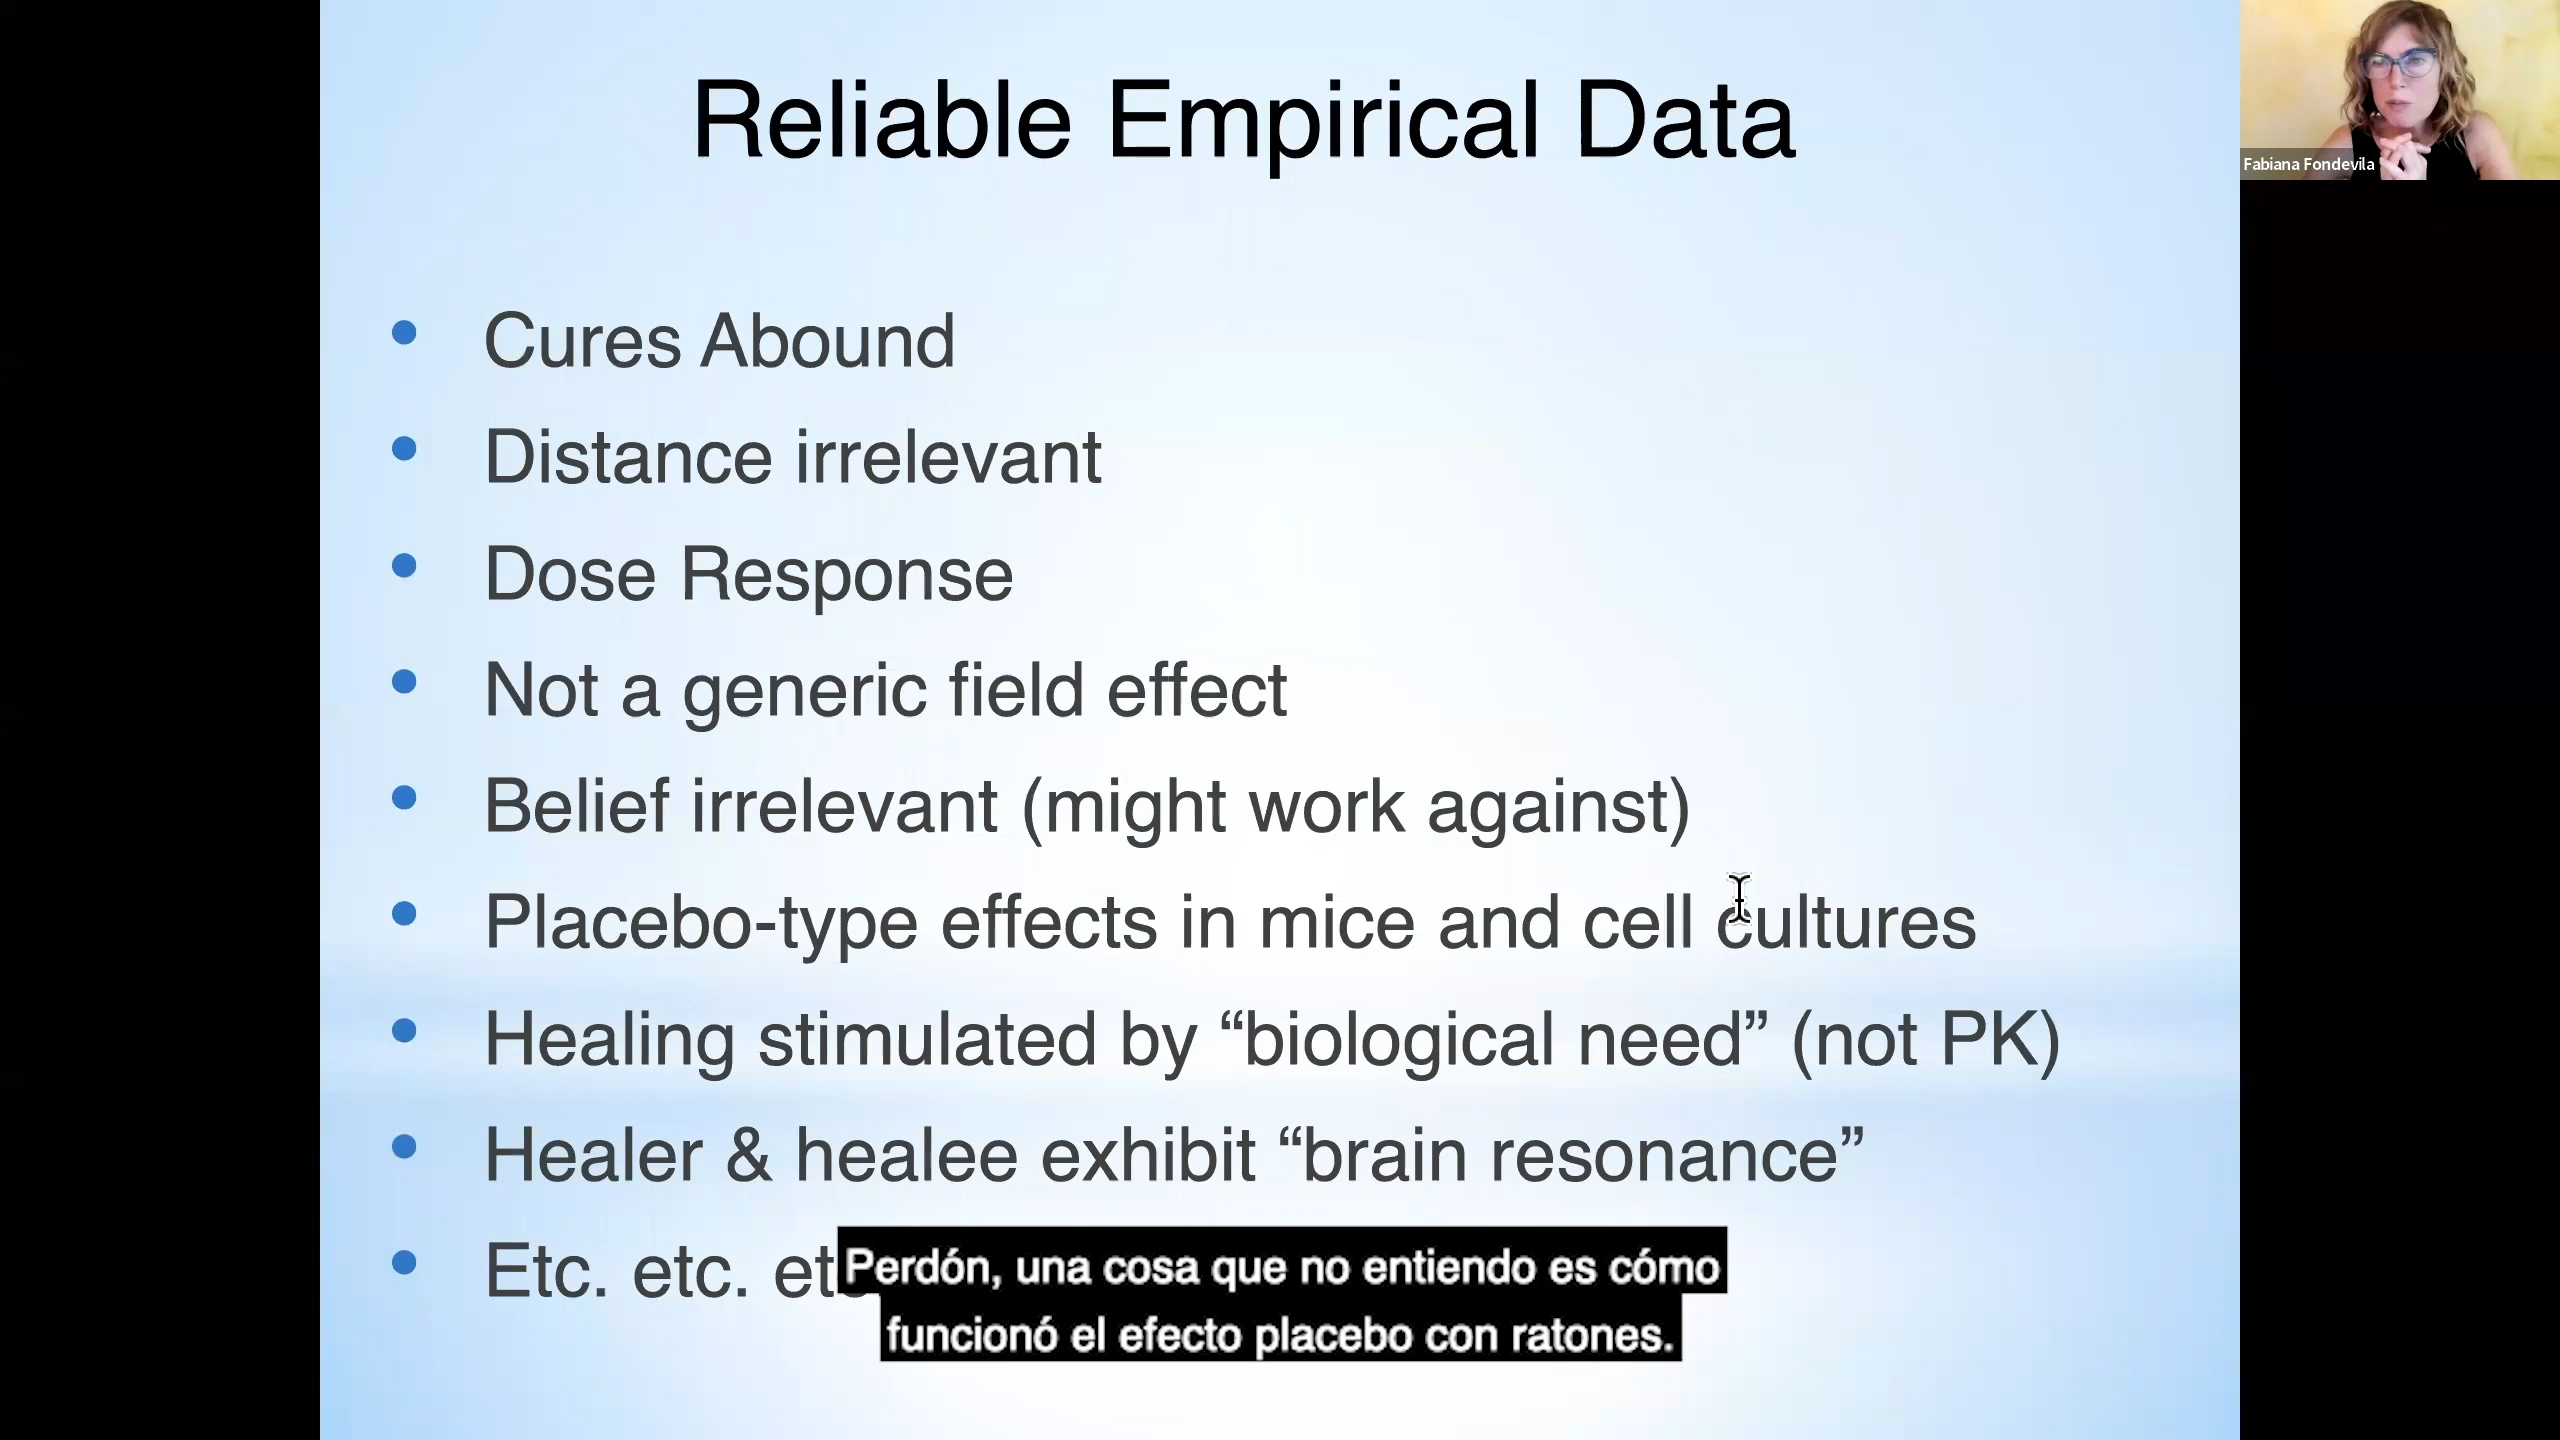 Reliable Empirical Data
Fabiana Fondevila
• Cures Abound
• Distance irrelevant
• Dose Response
• Not a generic field effect
• Belief irrelevant (might work against)
• Placebo-type effects in mice and cell cultures
• Healing stimulated by “biological need” (not PK)
• Healer & healee exhibit “brain resonance”
• Etc. etc.
Perdón, una cosa que no entiendo es cómo
funcionó el efecto placebo con ratones.